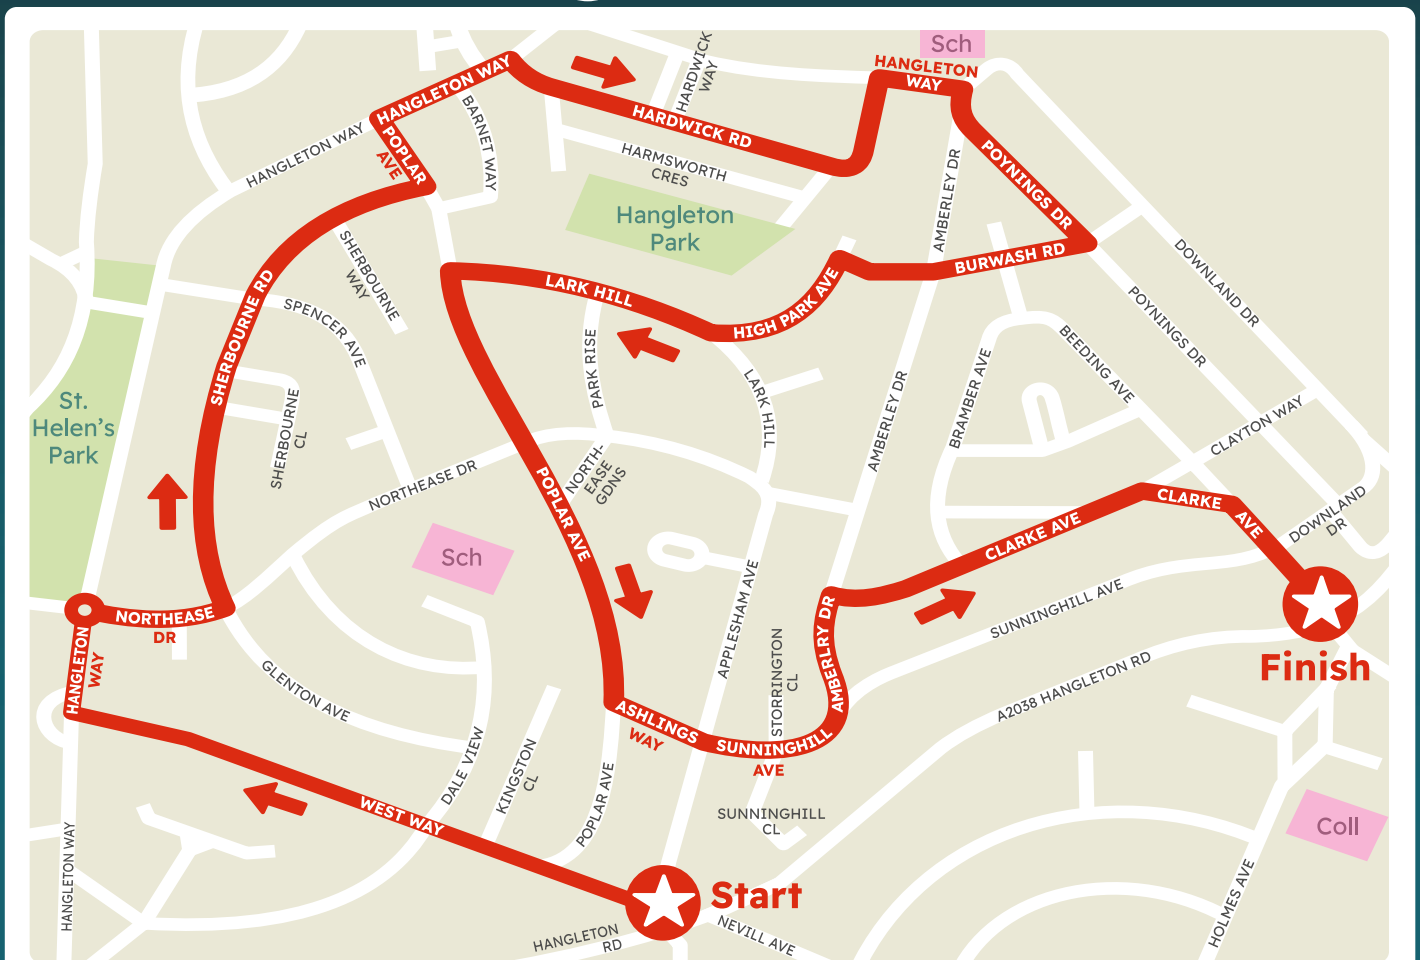 Sch
HANGLETON
WAY
HARDWICK
WAY
HANGLETON WAY
HARDWICK RD
BARNET WAY
POPLAR
AVE
HANGLETON WAY
HARMSWORTH
CRES
AMBERLEY DR
POYNINGS DR
Hangleton
Park
BURWASH RD
DOWNLAND DR
SHERBOURNE
WAY
SHERBOURNE RD
SPENCER AVE
LARK HILL
HIGH PARK AVE
POYNINGS DR
PARK RISE
BEEDING AVE
LARK HILL
BRAMBER AVE
AMBERLEY DR
St.
Helen's
Park
SHERBOURNE
CL
CLAYTON WAY
NORTHEASE DR
NORTH-
EASE
GDNS
POPLAR AVE
CLARKE
AVE
DOWNLAND
DR
CLARKE AVE
Sch
NORTHEASE
DR
APPLESHAM AVE
SUNNINGHILL AVE
AMBERLRY DR
STORRINGTON
CL
HANGLETON
WAY
Finish
GLENTON AVE
A2038 HANGLETON RD
ASHLINGS
WAY
SUNNINGHILL
AVE
DALE VIEW
KINGSTON
CL
POPLAR AVE
WEST WAY
SUNNINGHILL
CL
Coll
HANGLETON WAY
Start
HOLMES AVE
HANGLETON
RD
NEVILL AVE